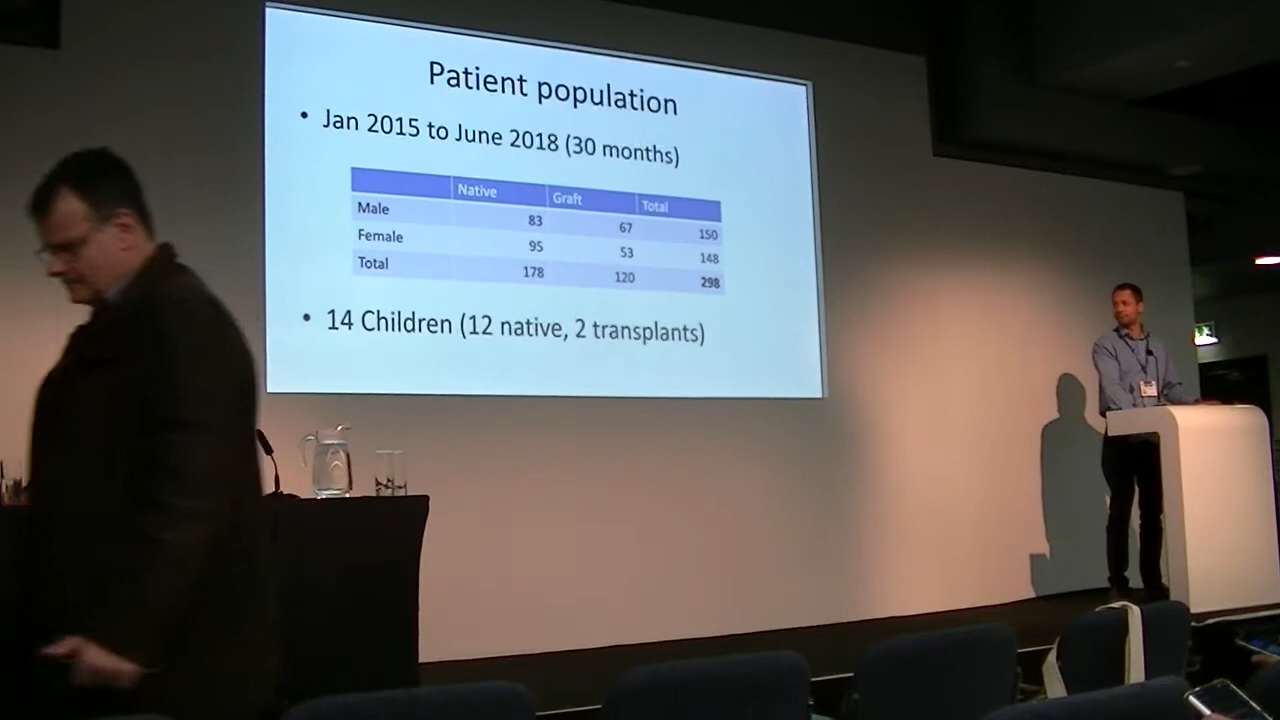 Patient population
• Jan 2015 to June 2018 (30 months)
Native Graft Total
Male 83 67 150
Female 95 53 148
Total 178 120 298
• 14 Children (12 native, 2 transplants)